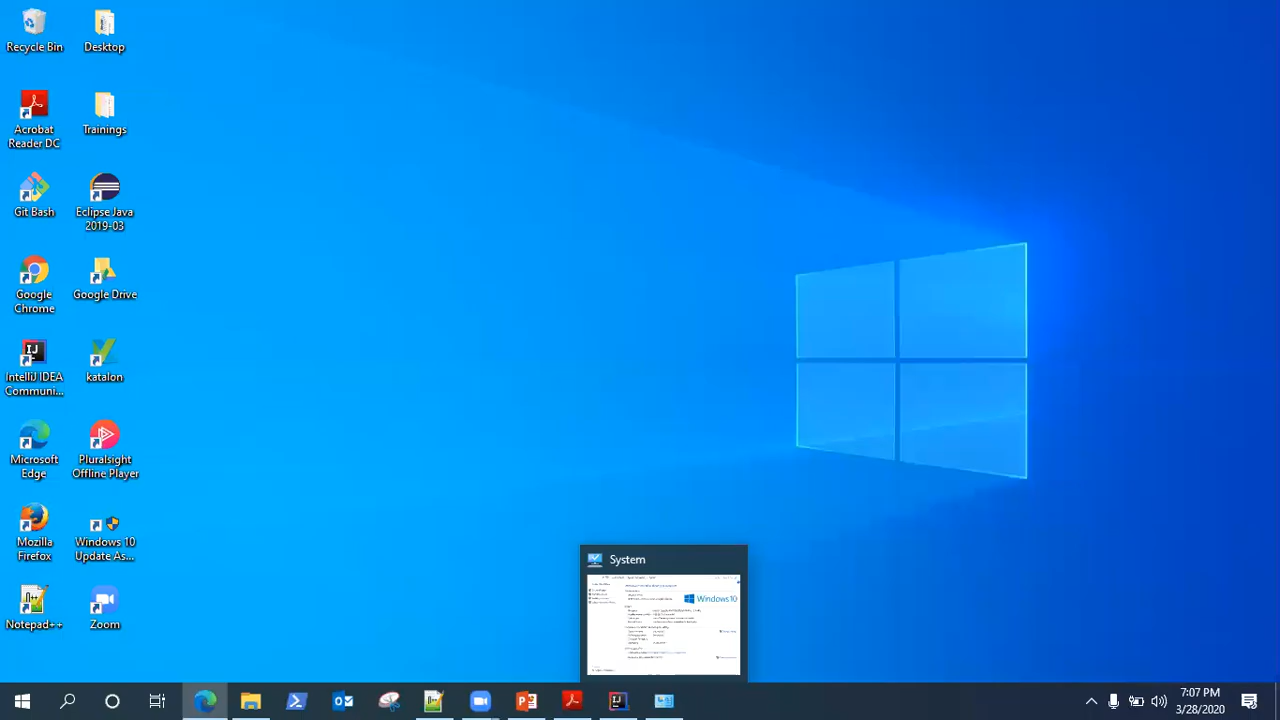 Recycle Bin
Desktop
Acrobat
Reader DC
Trainings
Git Bash
Eclipse Java
2019-03
Google
Chrome
Google Drive
IntelliJ IDEA
Communi...
katalon
Microsoft
Edge
Pluralsight
Offline Player
Mozilla
Firefox
Windows 10
Update As...
Notepad++
Zoom
System
Windows 10
7:07 PM
3/28/2020